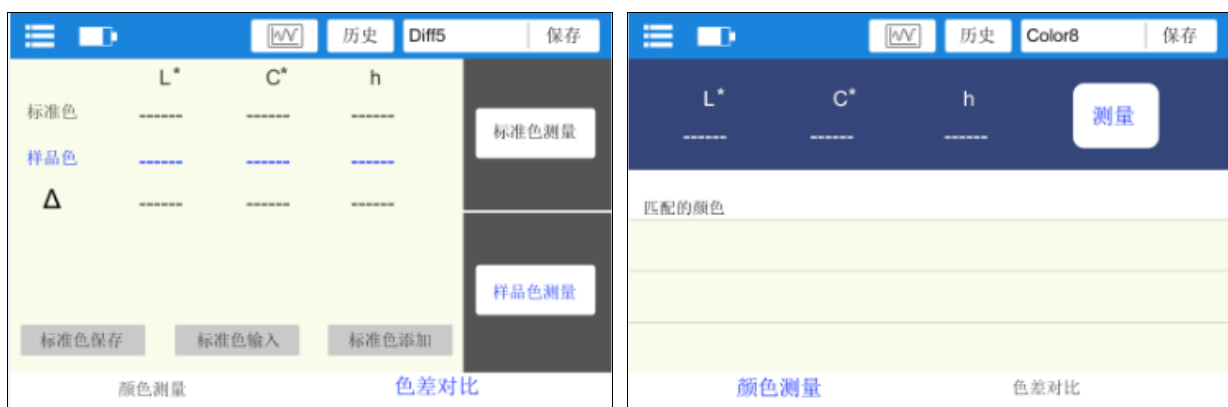 历史 Diff5 保存
L* C* h
标准色 ------ ------ ------
样品色 ------ ------ ------
Δ ------ ------ ------
标准色测量
样品色测量
标准色保存 标准色输入 标准色添加
颜色测量 色差对比
历史 Color8 保存
L* C* h
------ ------ ------
测量
匹配的颜色
颜色测量 色差对比